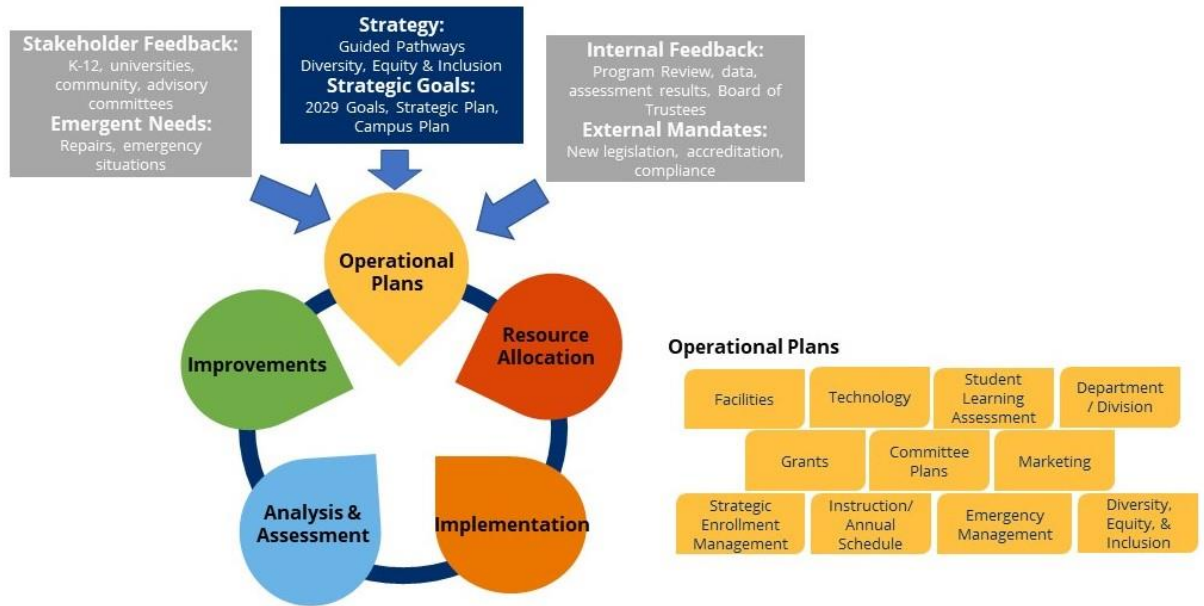 Stakeholder Feedback:
K-12, universities,
community, advisory
committees
Emergent Needs:
Repairs, emergency
situations
Strategy:
Guided Pathways
Diversity, Equity & Inclusion
Strategic Goals:
2029 Goals, Strategic Plan,
Campus Plan
Internal Feedback:
Program Review, data,
assessment results, Board of
Trustees
External Mandates:
New legislation, accreditation,
compliance
Operational
Plans
Resource
Allocation
Implementation
Analysis &
Assessment
Improvements
Operational Plans
Facilities
Technology
Student
Learning
Assessment
Department
/ Division
Grants
Committee
Plans
Marketing
Strategic
Enrollment
Management
Instruction/
Annual
Schedule
Emergency
Management
Diversity,
Equity, &
Inclusion